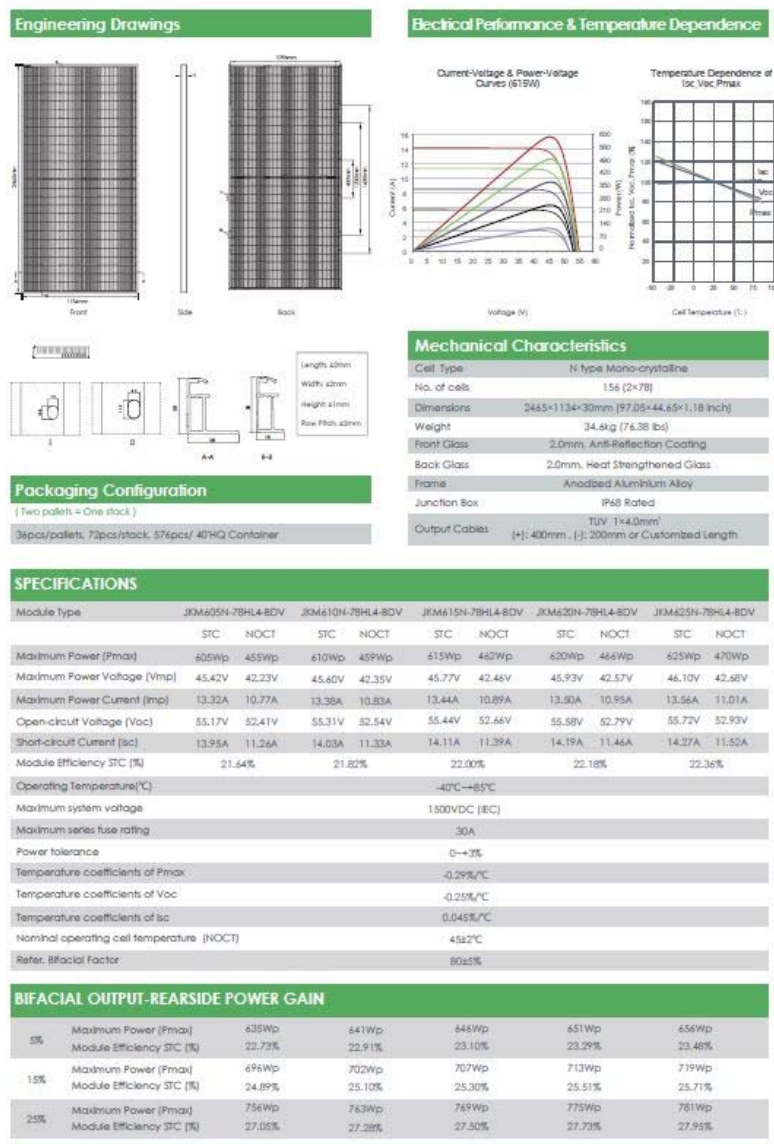 Engineering Drawings
Electrical Performance & Temperature Dependence
Current-Voltage & Power-Voltage
Curves (615W)
Temperature Dependence of
Isc,Voc,Pmax
Current (A)
Power (W)
Voltage (V)
Normalized Isc, Voc, Pmax (%)
Isc
Voc
Pmax
1134mm
Front
Side
Back
Length: ±2mm
Width: ±2mm
Height: ±1mm
Row Pitch: ±2mm
A-A
B-B
Mechanical Characteristics
Cell Type N type Mono-crystalline
No. of cells 156 (2×78)
Dimensions 2465×1134×30mm (97.05×44.65×1.18 inch)
Weight 34.6kg (76.38 lbs)
Front Glass 2.0mm, Anti-Reflection Coating
Back Glass 2.0mm, Heat Strengthened Glass
Frame Anodized Aluminium Alloy
Junction Box IP68 Rated
Output Cables TUV 1×4.0mm²
(+): 400mm , (-): 200mm or Customized Length
Packaging Configuration
( Two pallets = One stack )
36pcs/pallets, 72pcs/stack, 576pcs/ 40'HQ Container
SPECIFICATIONS
Module Type JKM605N-78HL4-BDV JKM610N-78HL4-BDV JKM615N-78HL4-BDV JKM620N-78HL4-BDV JKM625N-78HL4-BDV
STC NOCT STC NOCT STC NOCT STC NOCT STC NOCT
Maximum Power (Pmax) 605Wp 455Wp 610Wp 459Wp 615Wp 462Wp 620Wp 466Wp 625Wp 470Wp
Maximum Power Voltage (Vmp) 45.42V 42.23V 45.60V 42.35V 45.77V 42.46V 45.93V 42.57V 46.10V 42.68V
Maximum Power Current (Imp) 13.32A 10.77A 13.38A 10.83A 13.44A 10.89A 13.50A 10.95A 13.56A 11.01A
Open-circuit Voltage (Voc) 55.17V 52.41V 55.31V 52.54V 55.44V 52.66V 55.58V 52.79V 55.72V 52.93V
Short-circuit Current (Isc) 13.95A 11.26A 14.03A 11.33A 14.11A 11.39A 14.19A 11.46A 14.27A 11.52A
Module Efficiency STC (%) 21.64% 21.82% 22.00% 22.18% 22.36%
Operating Temperature(℃) -40℃~+85℃
Maximum system voltage 1500VDC (IEC)
Maximum series fuse rating 30A
Power tolerance 0~+3%
Temperature coefficients of Pmax -0.29%/℃
Temperature coefficients of Voc -0.25%/℃
Temperature coefficients of Isc 0.045%/℃
Nominal operating cell temperature (NOCT) 45±2℃
Refer. Bifacial Factor 80±5%
BIFACIAL OUTPUT-REARSIDE POWER GAIN
5% Maximum Power (Pmax) 635Wp 641Wp 646Wp 651Wp 656Wp
Module Efficiency STC (%) 22.73% 22.91% 23.10% 23.29% 23.48%
15% Maximum Power (Pmax) 696Wp 702Wp 707Wp 713Wp 719Wp
Module Efficiency STC (%) 24.89% 25.10% 25.30% 25.51% 25.71%
25% Maximum Power (Pmax) 756Wp 763Wp 769Wp 775Wp 781Wp
Module Efficiency STC (%) 27.05% 27.28% 27.50% 27.73% 27.95%